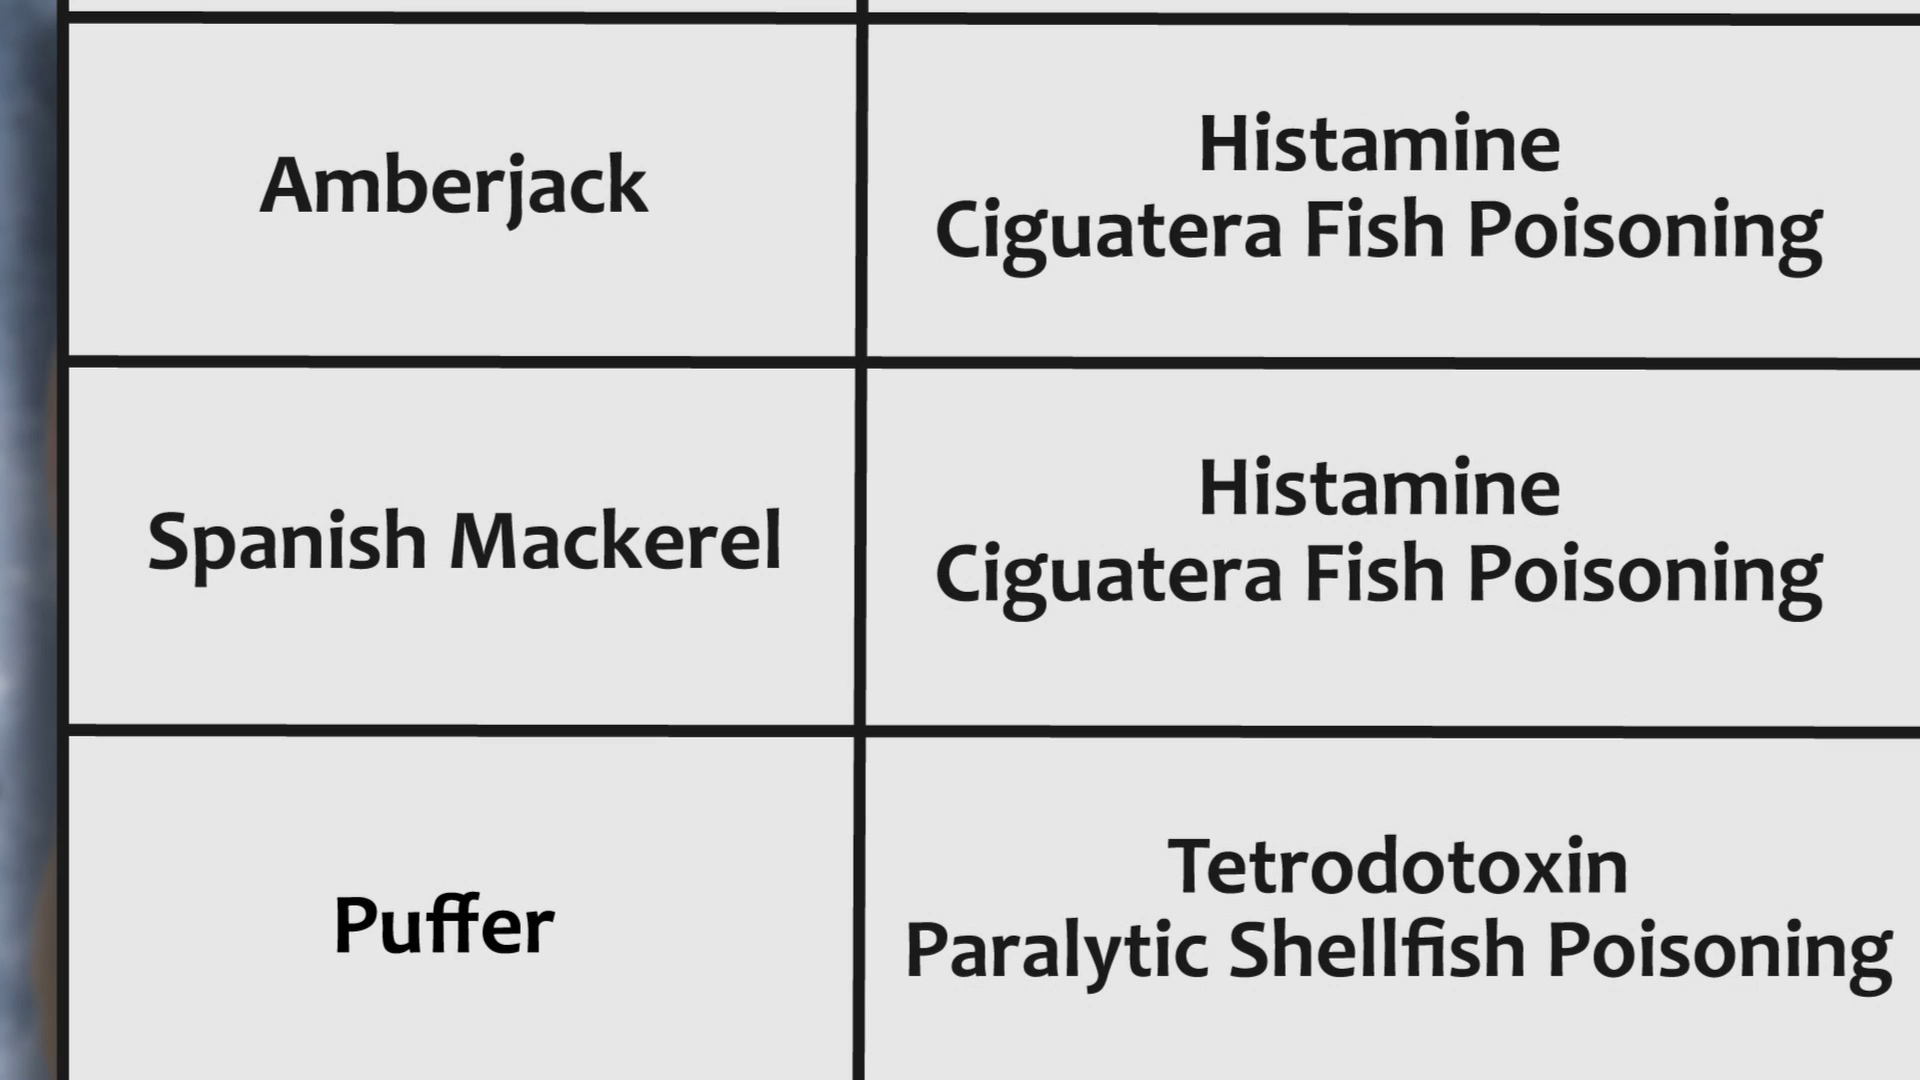 Amberjack
Histamine
Ciguatera Fish Poisoning
Spanish Mackerel
Histamine
Ciguatera Fish Poisoning
Puffer
Tetrodotoxin
Paralytic Shellfish Poisoning